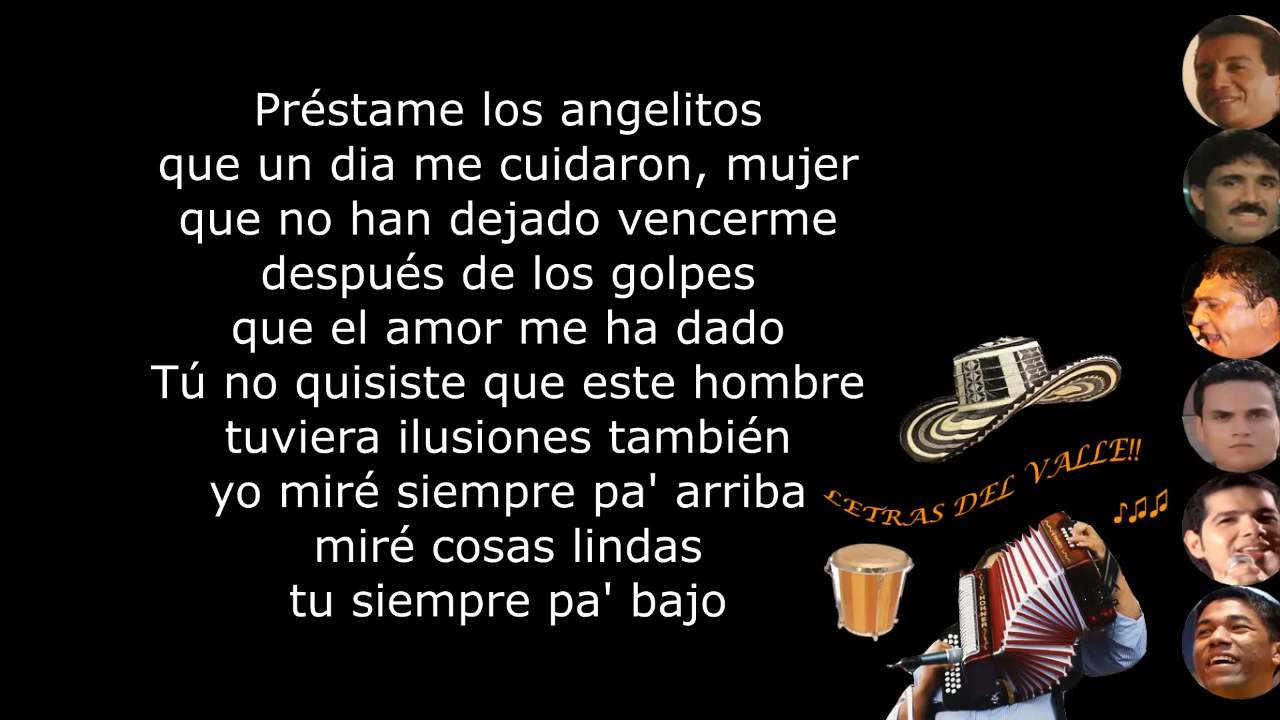 Préstame los angelitos
que un dia me cuidaron, mujer
que no han dejado vencerme
después de los golpes
que el amor me ha dado
Tú no quisiste que este hombre
tuviera ilusiones también
yo miré siempre pa' arriba
miré cosas lindas
tu siempre pa' bajo
LETRAS DEL VALLE!!
HOHNER